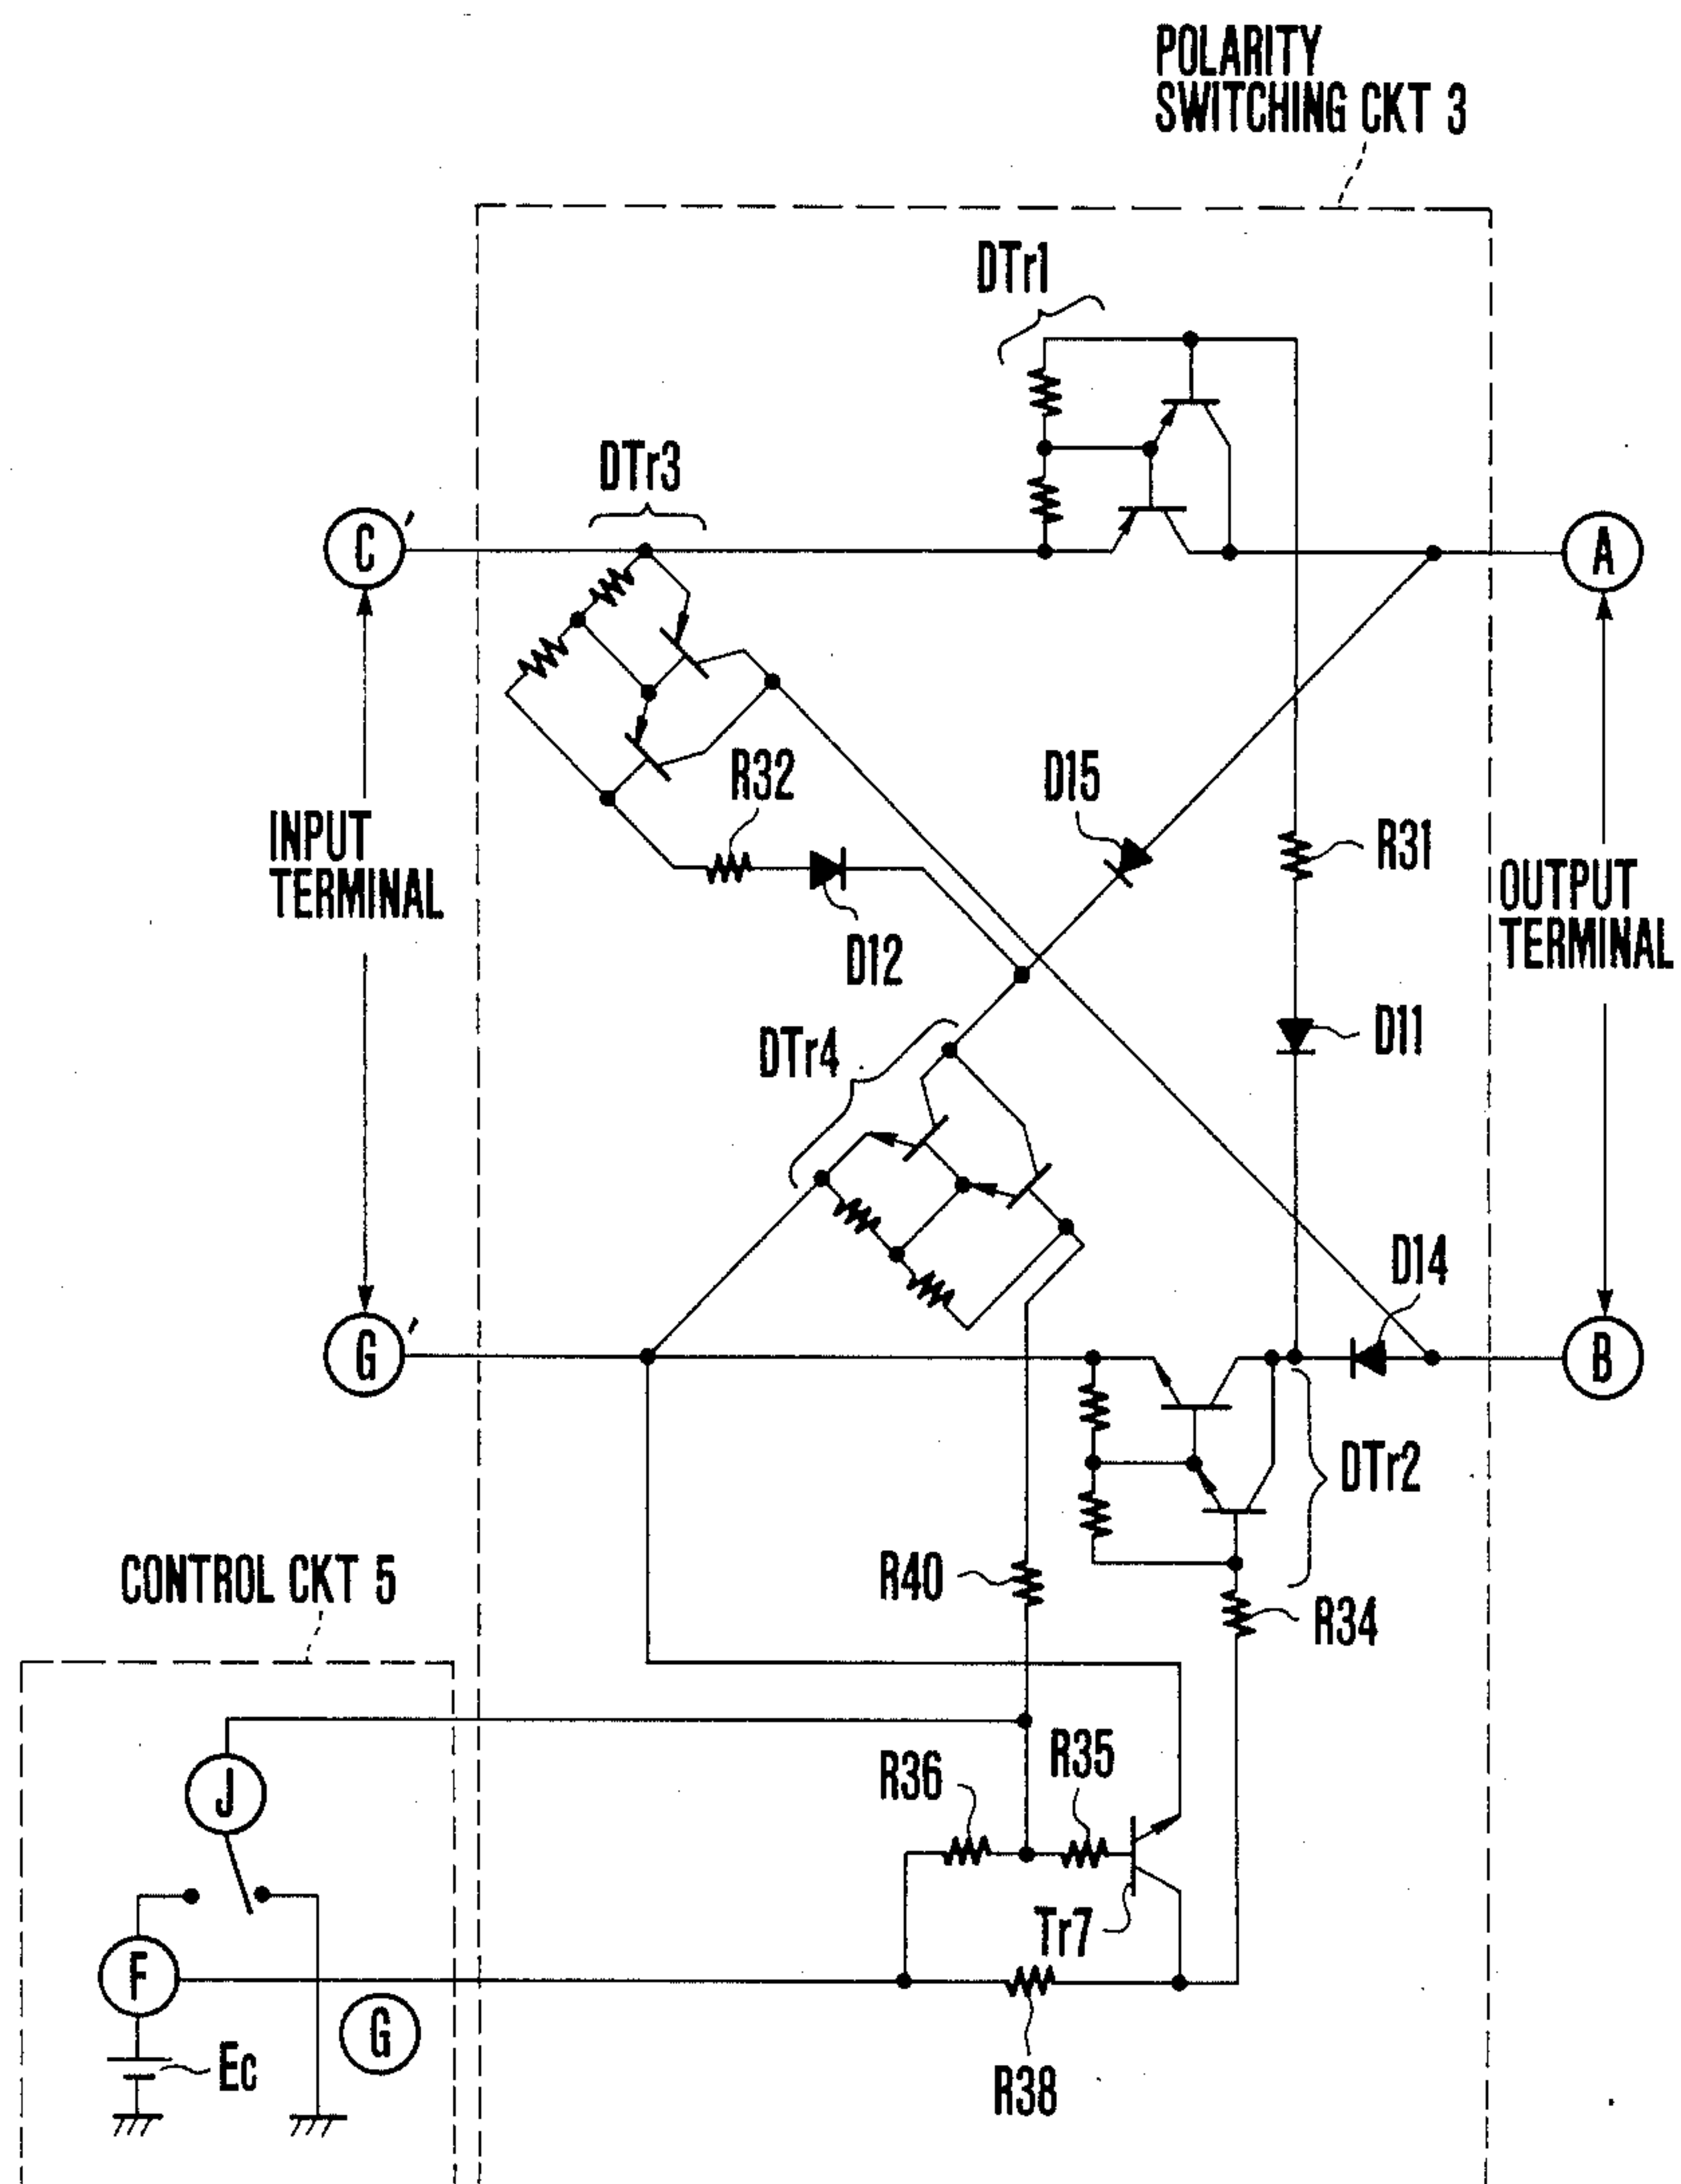 POLARITY
SWITCHING CKT 3
DTr1
DTr3
C'
A
R32
D15
R31
INPUT
TERMINAL
OUTPUT
TERMINAL
D12
D11
DTr4
D14
G'
B
DTr2
CONTROL CKT 5
R40
R34
J
R36
R35
Tr7
F
G
Ec
R38